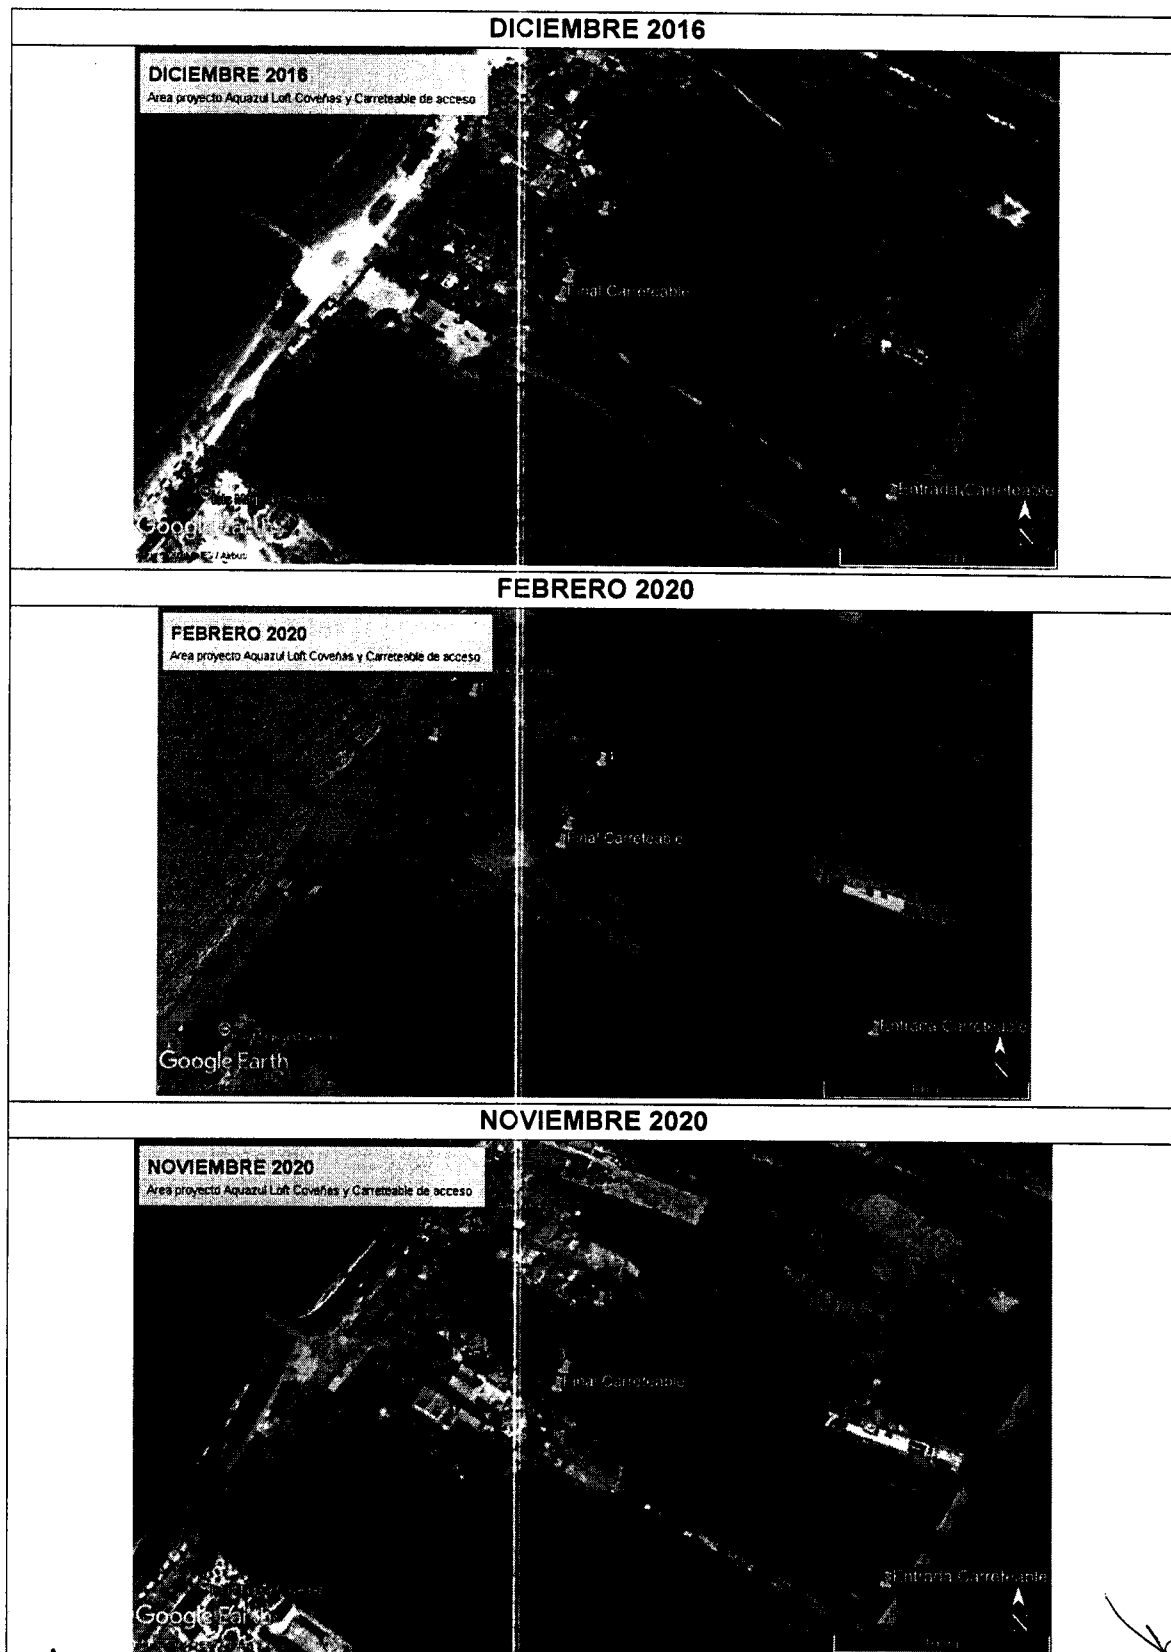 DICIEMBRE 2016
DICIEMBRE 2016
Area proyecto Aquazul Loft Coveñas y Carreteable de acceso
Final Carreteable
Entrada Carreteable
Google Earth
FEBRERO 2020
FEBRERO 2020
Area proyecto Aquazul Loft Coveñas y Carreteable de acceso
Final Carreteable
Entrada Carreteable
Google Earth
NOVIEMBRE 2020
NOVIEMBRE 2020
Area proyecto Aquazul Loft Coveñas y Carreteable de acceso
Final Carreteable
Entrada Carreteable
Google Earth